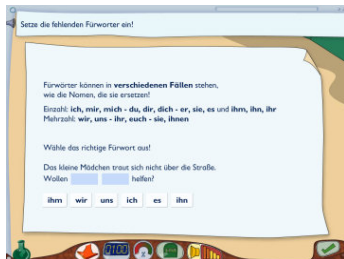 Setze die fehlenden Fürwörter ein!
Fürwörter können in verschiedenen Fällen stehen,
wie die Nomen, die sie ersetzen!
Einzahl: ich, mir, mich - du, dir, dich - er, sie, es und ihm, ihn, ihr
Mehrzahl: wir, uns - ihr, euch - sie, ihnen
Wähle das richtige Fürwort aus!
Das kleine Mädchen traut sich nicht über die Straße.
Wollen helfen?
ihm wir uns ich es ihn